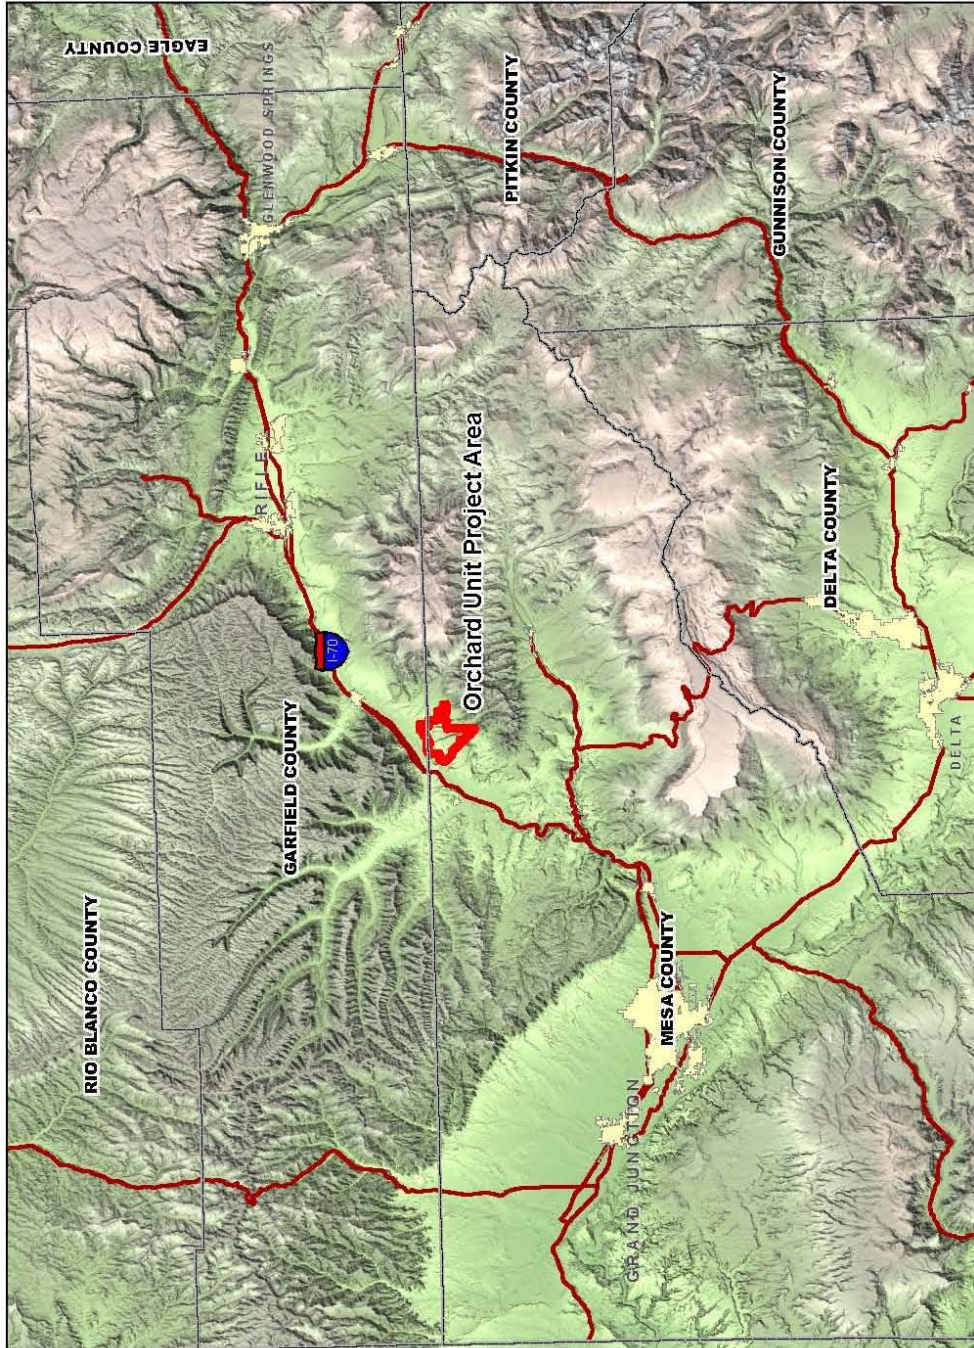 RIO BLANCO COUNTY
EAGLE COUNTY
GLENWOOD SPRINGS
RIFLE
I-70
GARFIELD COUNTY
Orchard Unit Project Area
PITKIN COUNTY
MESA COUNTY
GRAND JUNCTION
DELTA COUNTY
GUNNISON COUNTY
DELTA